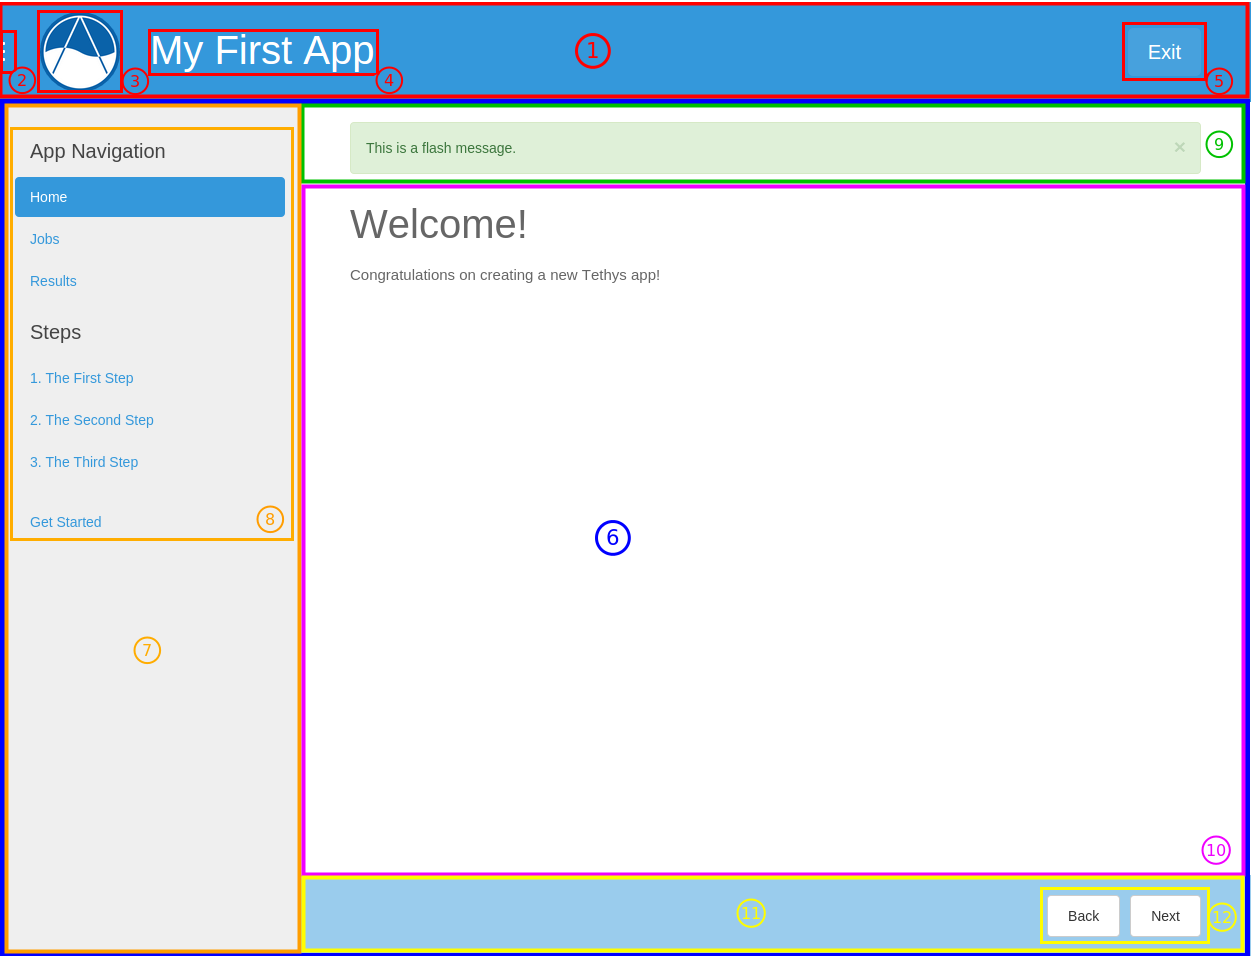 My First App
1
Exit
2
3
4
5
App Navigation
Home
Jobs
Results
Steps
1. The First Step
2. The Second Step
3. The Third Step
Get Started
8
7
This is a flash message.
×
9
Welcome!
Congratulations on creating a new Tethys app!
6
10
11
Back
Next
12